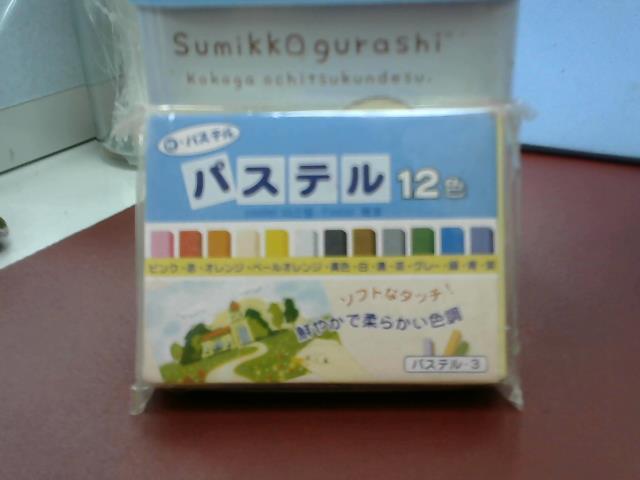 Sumikkogurashi
Kokoga ochitsukundesu.
パステル
パステル 12色
ピンク・赤・オレンジ・ペールオレンジ・黄色・白・黒・茶・グレー・緑・青・紫
ソフトなタッチ!
鮮やかで柔らかい色調
パステル-3